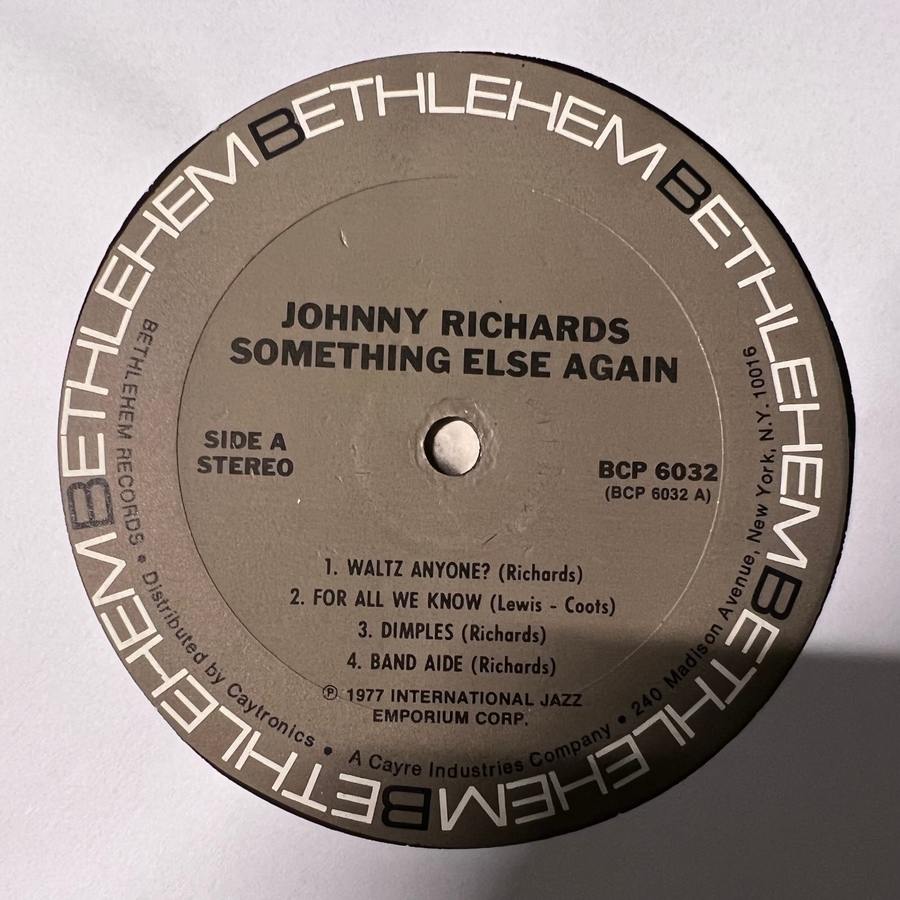 BETHLEHEM BETHLEHEM BETHLEHEM BETHLEHEM BETHLEHEM
JOHNNY RICHARDS
SOMETHING ELSE AGAIN
SIDE A
STEREO
BCP 6032
(BCP 6032 A)
1. WALTZ ANYONE? (Richards)
2. FOR ALL WE KNOW (Lewis - Coots)
3. DIMPLES (Richards)
4. BAND AIDE (Richards)
Ⓟ 1977 INTERNATIONAL JAZZ
EMPORIUM CORP.
BETHLEHEM RECORDS • Distributed by Caytronics • A Cayre Industries Company • 240 Madison Avenue, New York, N.Y. 10016